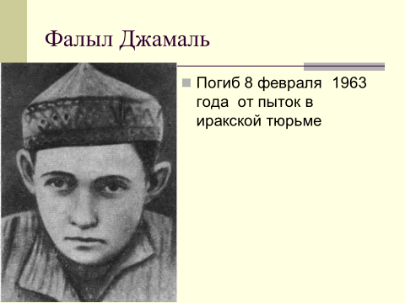 Фалыл Джамаль
Погиб 8 февраля 1963
года от пыток в
иракской тюрьме